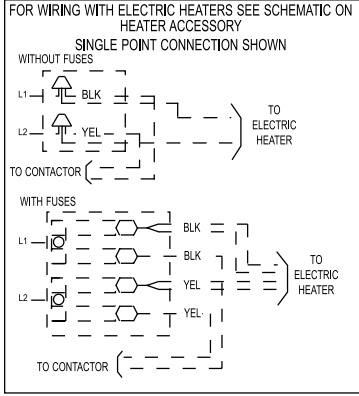 FOR WIRING WITH ELECTRIC HEATERS SEE SCHEMATIC ON
HEATER ACCESSORY
SINGLE POINT CONNECTION SHOWN
WITHOUT FUSES
L1
BLK
L2
YEL
TO
ELECTRIC
HEATER
TO CONTACTOR
WITH FUSES
BLK
L1
BLK
YEL
TO
ELECTRIC
HEATER
L2
YEL
TO CONTACTOR